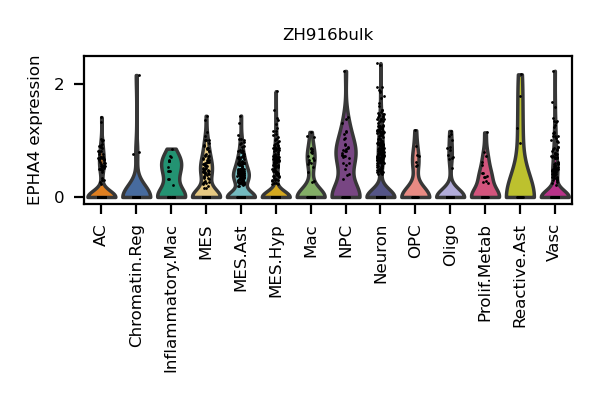 ZH916bulk
EPHA4 expression
2
0
AC
Chromatin.Reg
Inflammatory.Mac
MES
MES.Ast
MES.Hyp
Mac
NPC
Neuron
OPC
Oligo
Prolif.Metab
Reactive.Ast
Vasc